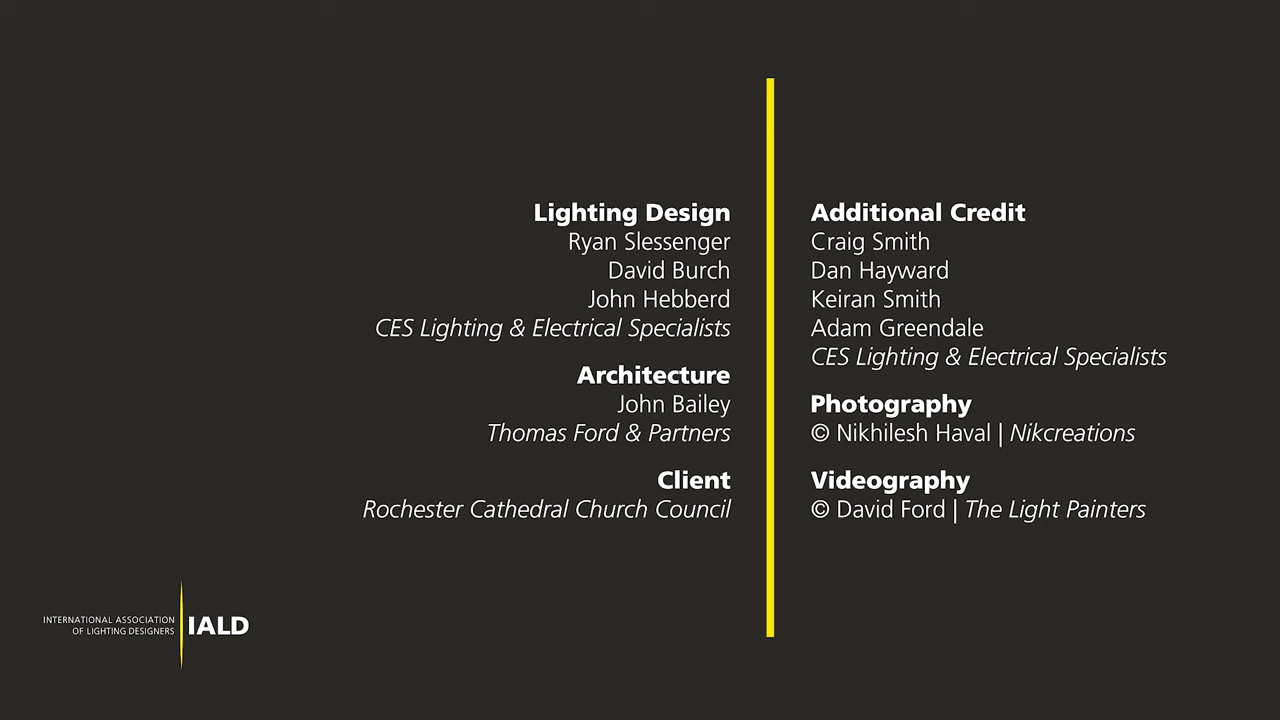 Lighting Design
Ryan Slessenger
David Burch
John Hebberd
CES Lighting & Electrical Specialists
Architecture
John Bailey
Thomas Ford & Partners
Client
Rochester Cathedral Church Council
Additional Credit
Craig Smith
Dan Hayward
Keiran Smith
Adam Greendale
CES Lighting & Electrical Specialists
Photography
© Nikhilesh Haval | Nikcreations
Videography
© David Ford | The Light Painters
INTERNATIONAL ASSOCIATION
OF LIGHTING DESIGNERS
IALD